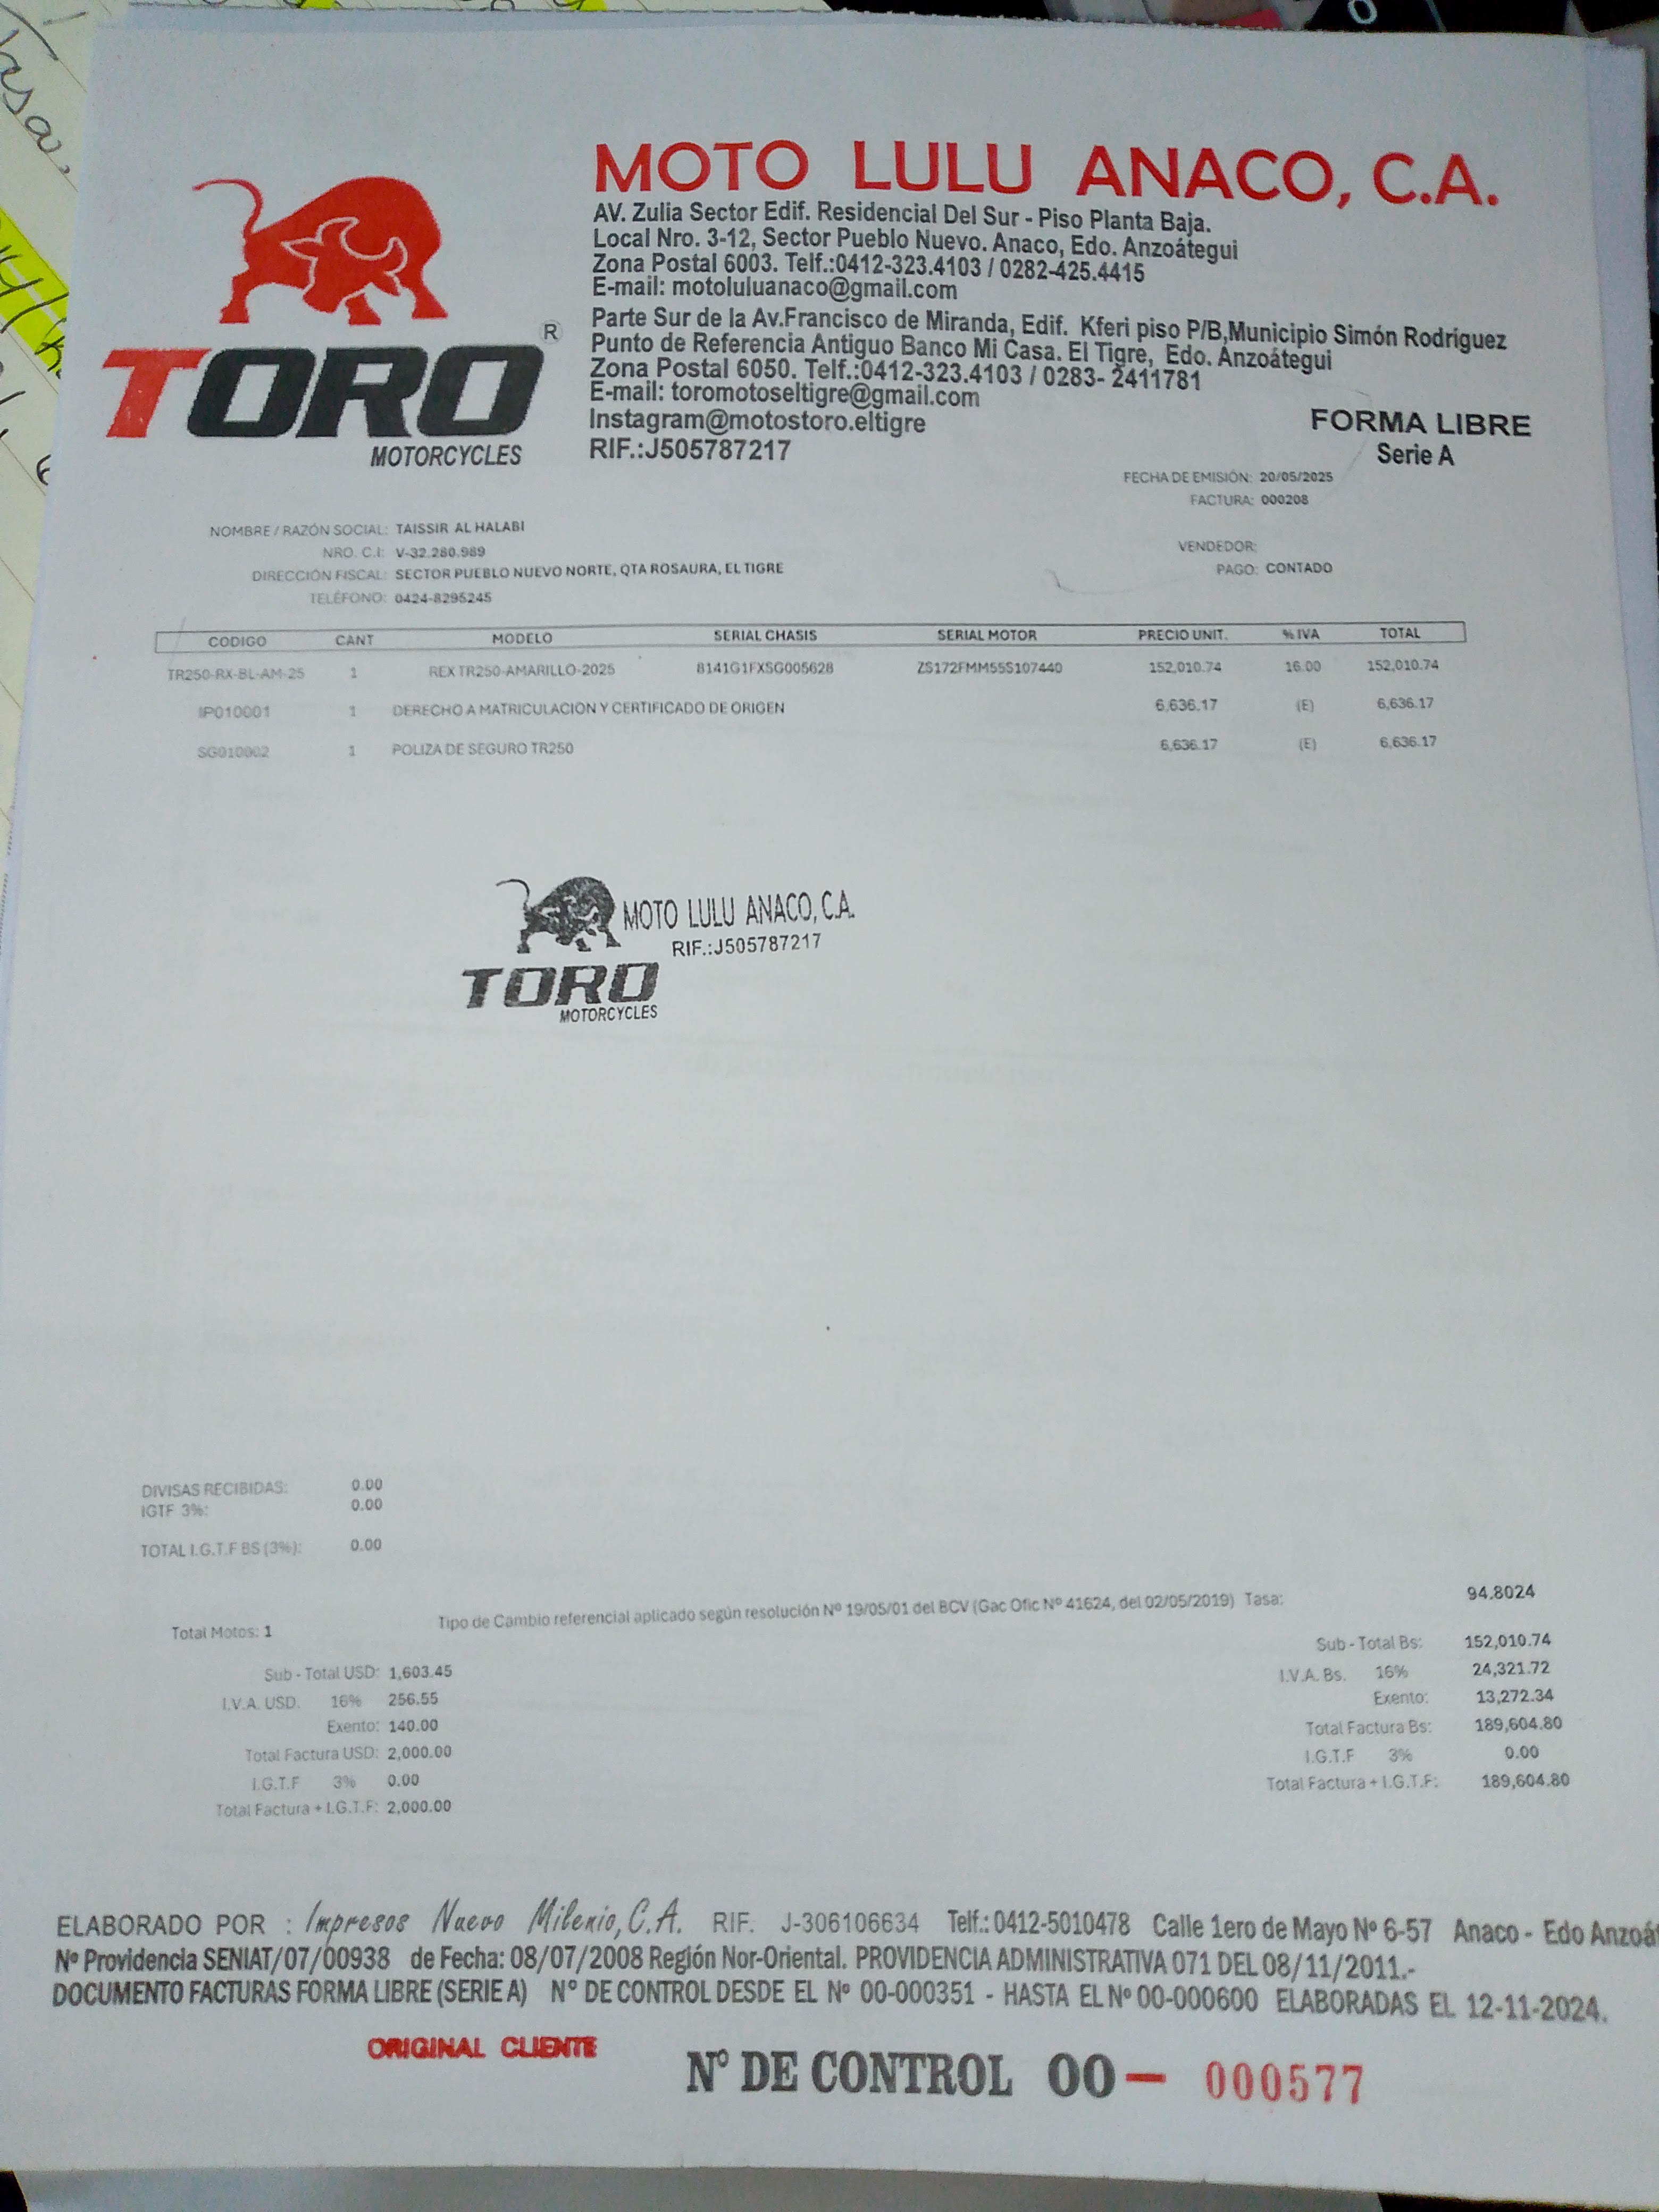 MOTO LULU ANACO, C.A.
AV. Zulia Sector Edif. Residencial Del Sur - Piso Planta Baja.
Local Nro. 3-12, Sector Pueblo Nuevo. Anaco, Edo. Anzoátegui
Zona Postal 6003. Telf.:0412-323.4103 / 0282-425.4415
E-mail: motoluluanaco@gmail.com
Parte Sur de la Av.Francisco de Miranda, Edif. Kferi piso P/B,Municipio Simón Rodríguez
Punto de Referencia Antiguo Banco Mi Casa. El Tigre, Edo. Anzoátegui
Zona Postal 6050. Telf.:0412-323.4103 / 0283- 2411781
E-mail: toromotoseltigre@gmail.com
Instagram@motostoro.eltigre
RIF.:J505787217
TORO ®
MOTORCYCLES
FORMA LIBRE
Serie A
FECHA DE EMISIÓN: 20/05/2025
FACTURA: 000208
NOMBRE / RAZÓN SOCIAL: TAISSIR AL HALABI
NRO. C.I: V-32.280.989
DIRECCIÓN FISCAL: SECTOR PUEBLO NUEVO NORTE, QTA ROSAURA, EL TIGRE
TELÉFONO: 0424-8295245
VENDEDOR:
PAGO: CONTADO
CODIGO CANT MODELO SERIAL CHASIS SERIAL MOTOR PRECIO UNIT. % IVA TOTAL
TR250-RX-BL-AM-25 1 REX TR250-AMARILLO-2025 8141G1FXSG005628 ZS172FMM55S107440 152,010.74 16.00 152,010.74
IP010001 1 DERECHO A MATRICULACION Y CERTIFICADO DE ORIGEN 6,636.17 (E) 6,636.17
SG010002 1 POLIZA DE SEGURO TR250 6,636.17 (E) 6,636.17
MOTO LULU ANACO, C.A.
RIF.:J505787217
TORO
MOTORCYCLES
DIVISAS RECIBIDAS: 0.00
IGTF 3%: 0.00
TOTAL I.G.T.F BS (3%): 0.00
Tipo de Cambio referencial aplicado según resolución Nº 19/05/01 del BCV (Gac Ofic Nº 41624, del 02/05/2019) Tasa: 94.8024
Total Motos: 1
Sub - Total USD: 1,603.45
I.V.A. USD. 16% 256.55
Exento: 140.00
Total Factura USD: 2,000.00
I.G.T.F 3% 0.00
Total Factura + I.G.T.F: 2,000.00
Sub - Total Bs: 152,010.74
I.V.A. Bs. 16% 24,321.72
Exento: 13,272.34
Total Factura Bs: 189,604.80
I.G.T.F 3% 0.00
Total Factura + I.G.T.F: 189,604.80
ELABORADO POR : Impresos Nuevo Milenio, C.A. RIF. J-306106634 Telf.: 0412-5010478 Calle 1ero de Mayo Nº 6-57 Anaco - Edo Anzoá
Nº Providencia SENIAT/07/00938 de Fecha: 08/07/2008 Región Nor-Oriental. PROVIDENCIA ADMINISTRATIVA 071 DEL 08/11/2011.-
DOCUMENTO FACTURAS FORMA LIBRE (SERIE A) N° DE CONTROL DESDE EL Nº 00-000351 - HASTA EL Nº 00-000600 ELABORADAS EL 12-11-2024.
ORIGINAL CLIENTE
N° DE CONTROL 00 — 000577